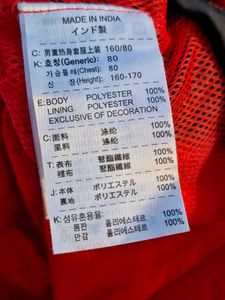 MADE IN INDIA
インド製
C: 男童热身套服上装 160/80
K: 호칭(Generic): 80
가슴둘레(Chest): 80
신 장(Height): 160-170
E: BODY POLYESTER 100%
LINING POLYESTER 100%
EXCLUSIVE OF DECORATION
C: 面料 涤纶 100%
里料 涤纶 100%
T: 表布 聚酯纖維 100%
裡布 聚酯纖維 100%
J: 本体 ポリエステル 100%
裏地 ポリエステル 100%
K: 섬유혼용율:
몸판 폴리에스터 100%
안감 폴리에스터 100%